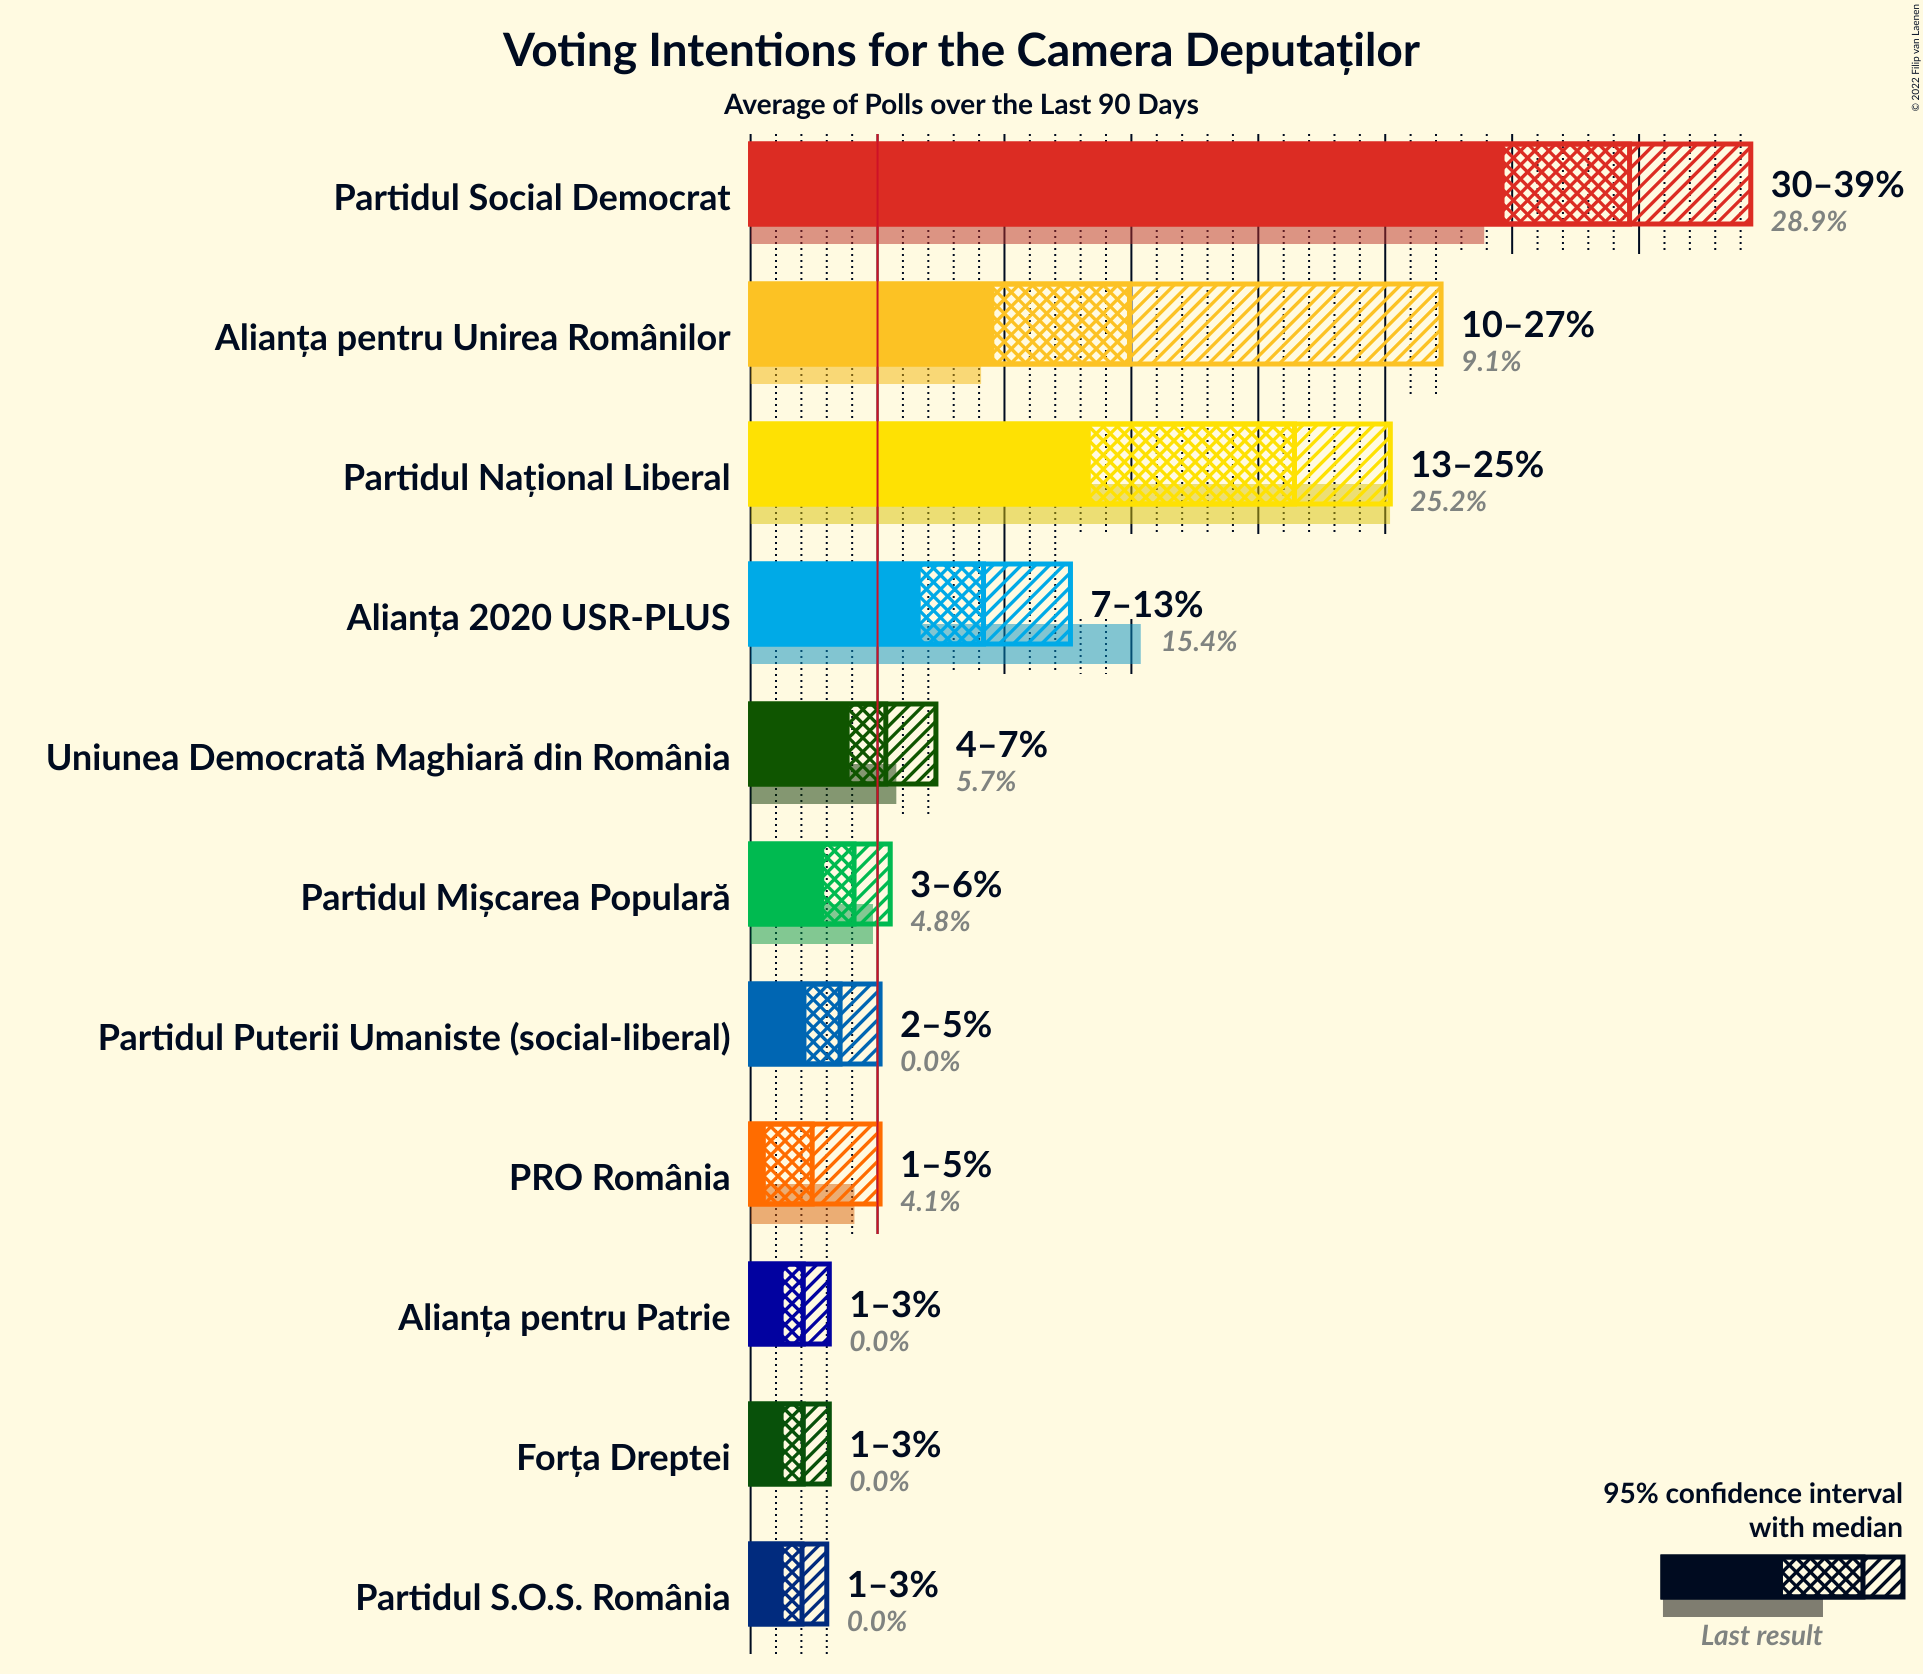 Voting Intentions for the Camera Deputaților
Average of Polls over the Last 90 Days
© 2022 Filip van Laenen
Partidul Social Democrat
30–39%
28.9%
Alianța pentru Unirea Românilor
10–27%
9.1%
Partidul Național Liberal
13–25%
25.2%
Alianța 2020 USR-PLUS
7–13%
15.4%
Uniunea Democrată Maghiară din România
4–7%
5.7%
Partidul Mișcarea Populară
3–6%
4.8%
Partidul Puterii Umaniste (social-liberal)
2–5%
0.0%
PRO România
1–5%
4.1%
Alianța pentru Patrie
1–3%
0.0%
Forța Dreptei
1–3%
0.0%
Partidul S.O.S. România
1–3%
0.0%
95% confidence interval
with median
Last result